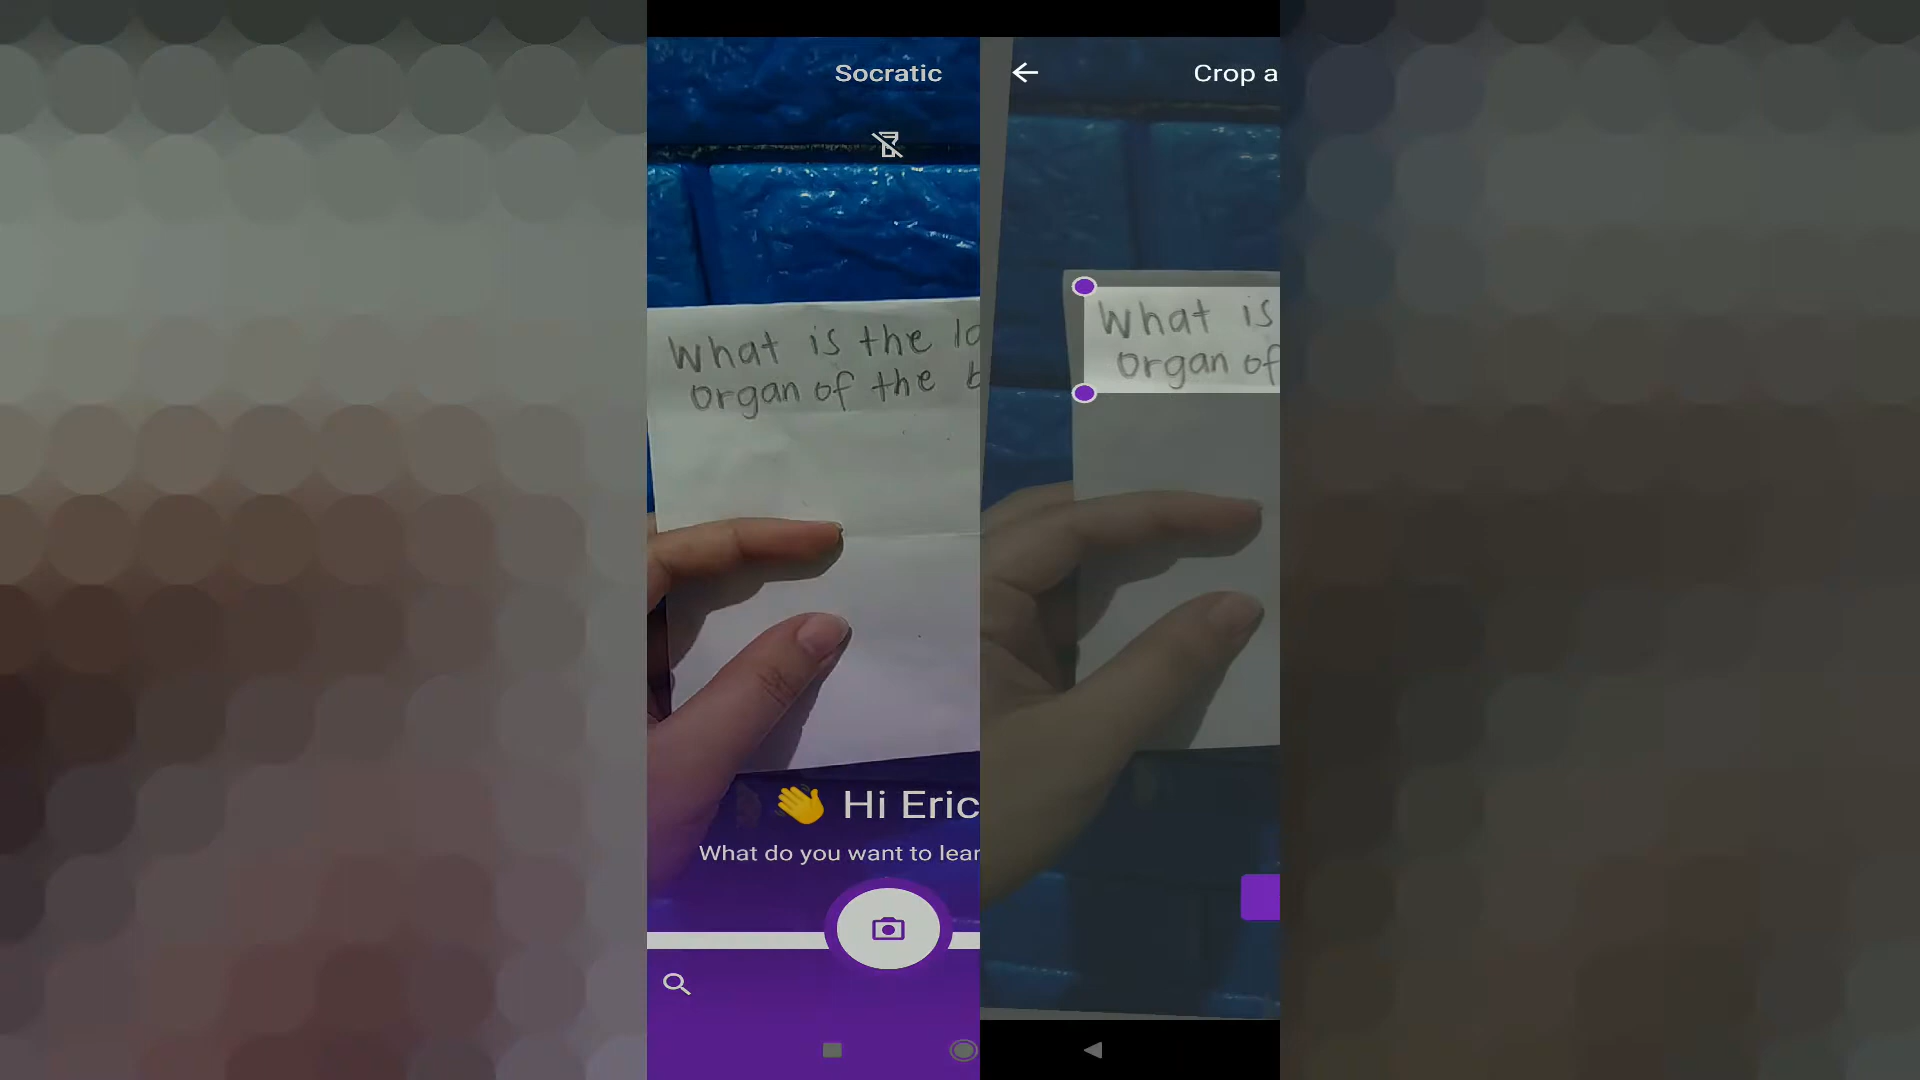 Socratic
What is the
organ of the
Hi Eric
What do you want to
Crop
What is
organ of